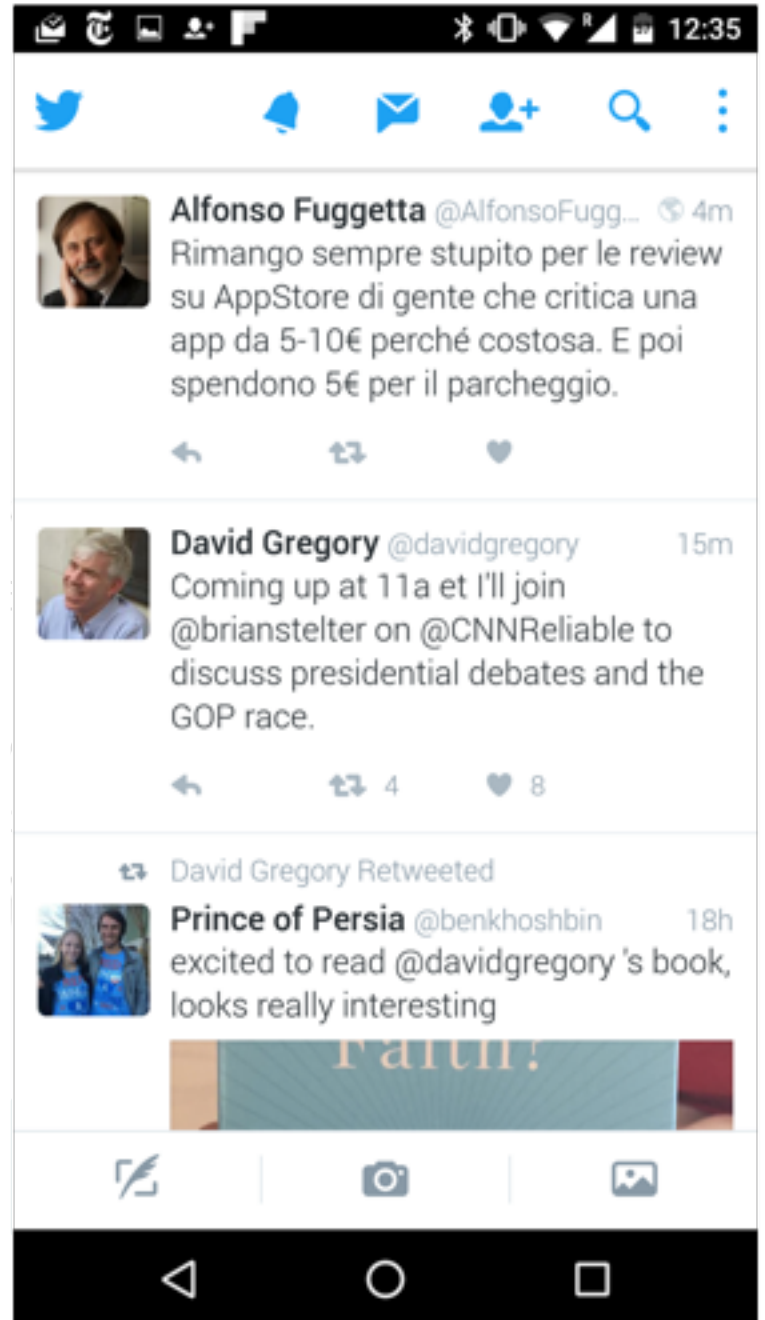 12:35
Alfonso Fuggetta @AlfonsoFugg... 4m
Rimango sempre stupito per le review
su AppStore di gente che critica una
app da 5-10€ perché costosa. E poi
spendono 5€ per il parcheggio.
David Gregory @davidgregory 15m
Coming up at 11a et I'll join
@brianstelter on @CNNReliable to
discuss presidential debates and the
GOP race.
4 8
David Gregory Retweeted
Prince of Persia @benkhoshbin 18h
excited to read @davidgregory 's book,
looks really interesting
Faith?